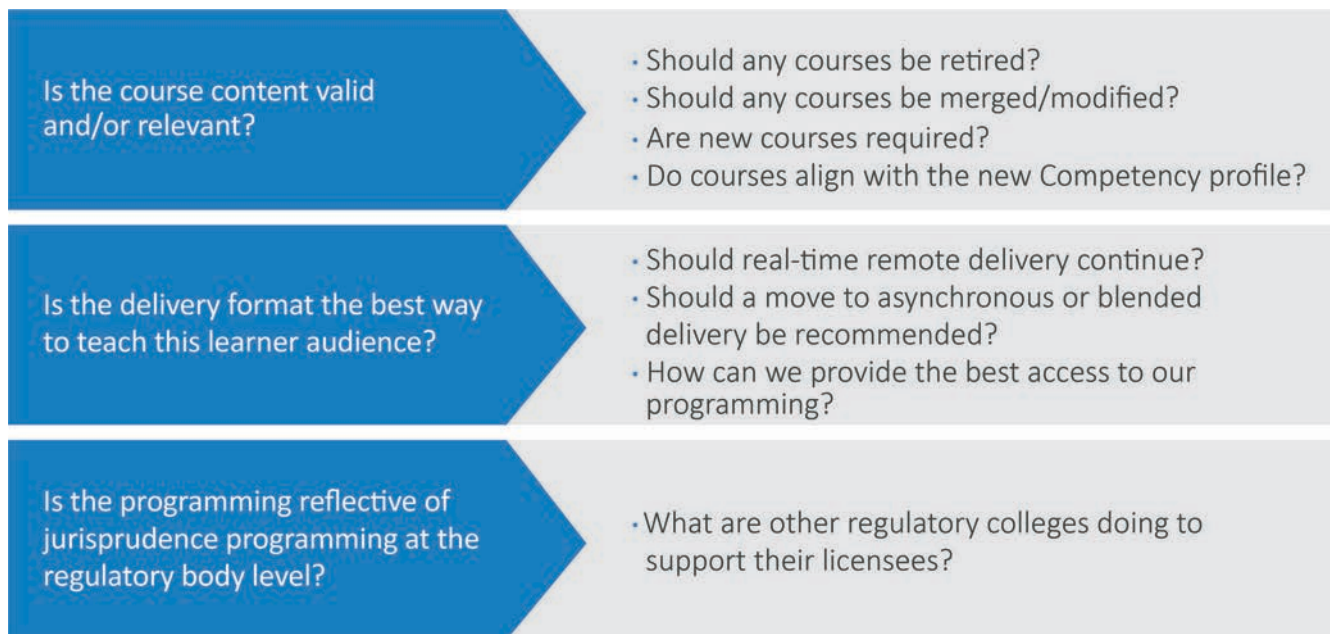 Is the course content valid
and/or relevant?
· Should any courses be retired?
· Should any courses be merged/modified?
· Are new courses required?
· Do courses align with the new Competency profile?
Is the delivery format the best way
to teach this learner audience?
· Should real-time remote delivery continue?
· Should a move to asynchronous or blended
delivery be recommended?
· How can we provide the best access to our
programming?
Is the programming reflective of
jurisprudence programming at the
regulatory body level?
· What are other regulatory colleges doing to
support their licensees?